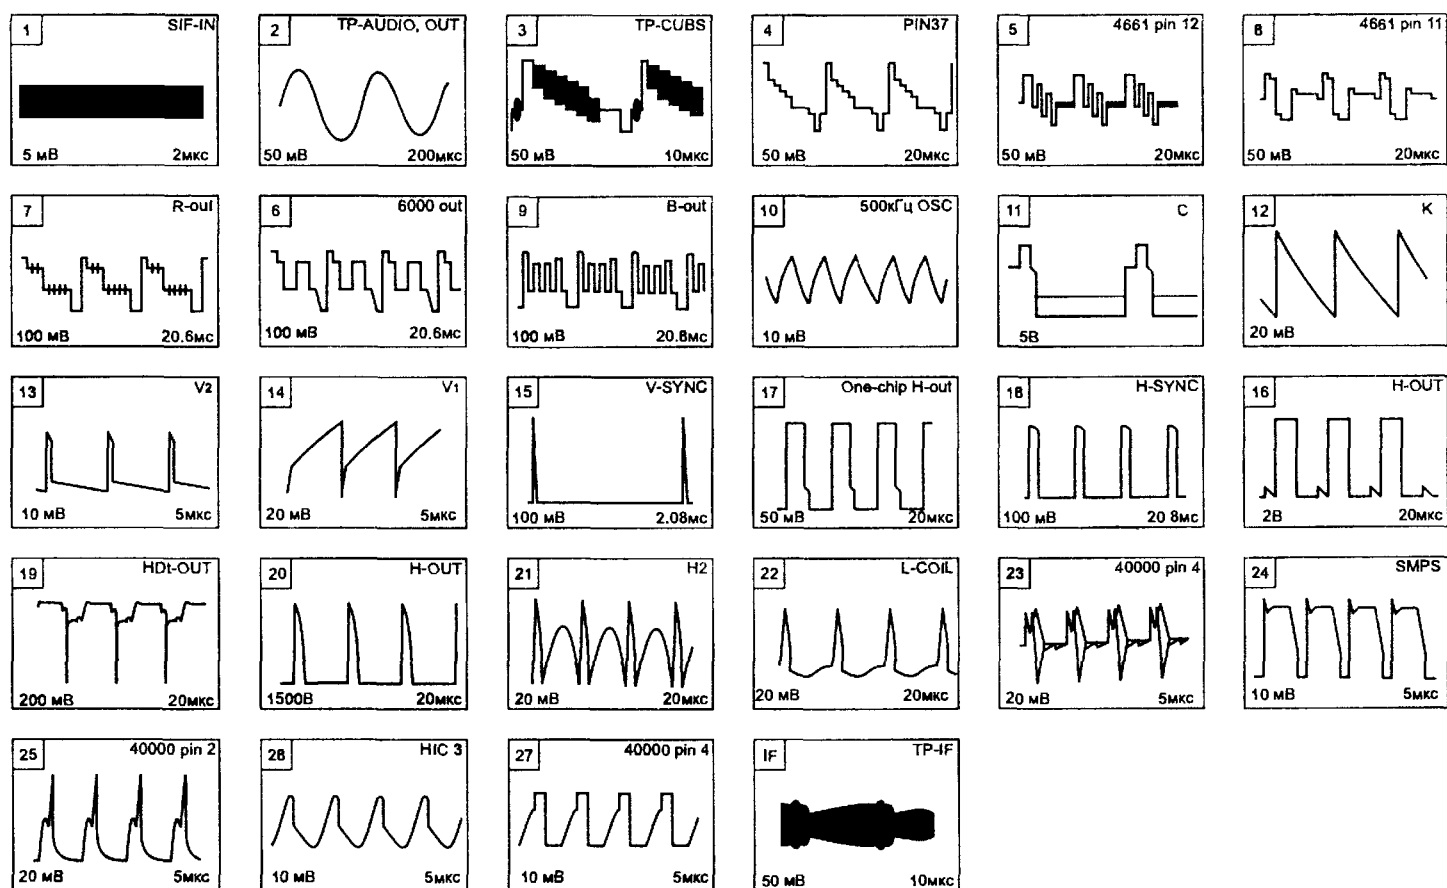 1 SIF-IN
5 мВ 2мкс
2 TP-AUDIO, OUT
50 мВ 200мкс
3 TP-CUBS
50 мВ 10мкс
4 PIN37
50 мВ 20мкс
5 4661 pin 12
50 мВ 20мкс
8 4661 pin 11
50 мВ 20мкс
7 R-out
100 мВ 20.6мс
6 6000 out
100 мВ 20.6мс
9 B-out
100 мВ 20.8мс
10 500кГц OSC
10 мВ
11 C
5В
12 K
20 мВ
13 V2
10 мВ 5мкс
14 V1
20 мВ 5мкс
15 V-SYNC
100 мВ 2.08мс
17 One-chip H-out
50 мВ 20мкс
18 H-SYNC
100 мВ 20 8мс
16 H-OUT
2В 20мкс
19 HDt-OUT
200 мВ 20мкс
20 H-OUT
1500В 20мкс
21 H2
20 мВ 20мкс
22 L-COIL
20 мВ 20мкс
23 40000 pin 4
20 мВ 5мкс
24 SMPS
10 мВ 5мкс
25 40000 pin 2
20 мВ 5мкс
26 HIC 3
10 мВ 5мкс
27 40000 pin 4
10 мВ 5мкс
IF TP-IF
50 мВ 10мкс